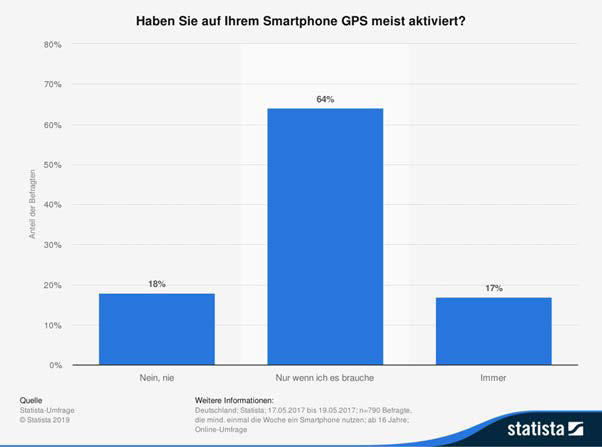 Haben Sie auf Ihrem Smartphone GPS meist aktiviert?
80%
70%
60%
50%
40%
30%
20%
10%
0%
Anteil der Befragten
18%
64%
17%
Nein, nie
Nur wenn ich es brauche
Immer
Quelle
Statista-Umfrage
© Statista 2019
Weitere Informationen:
Deutschland; Statista; 17.05.2017 bis 19.05.2017; n=790 Befragte,
die mind. einmal die Woche ein Smartphone nutzen; ab 16 Jahre;
Online-Umfrage
statista